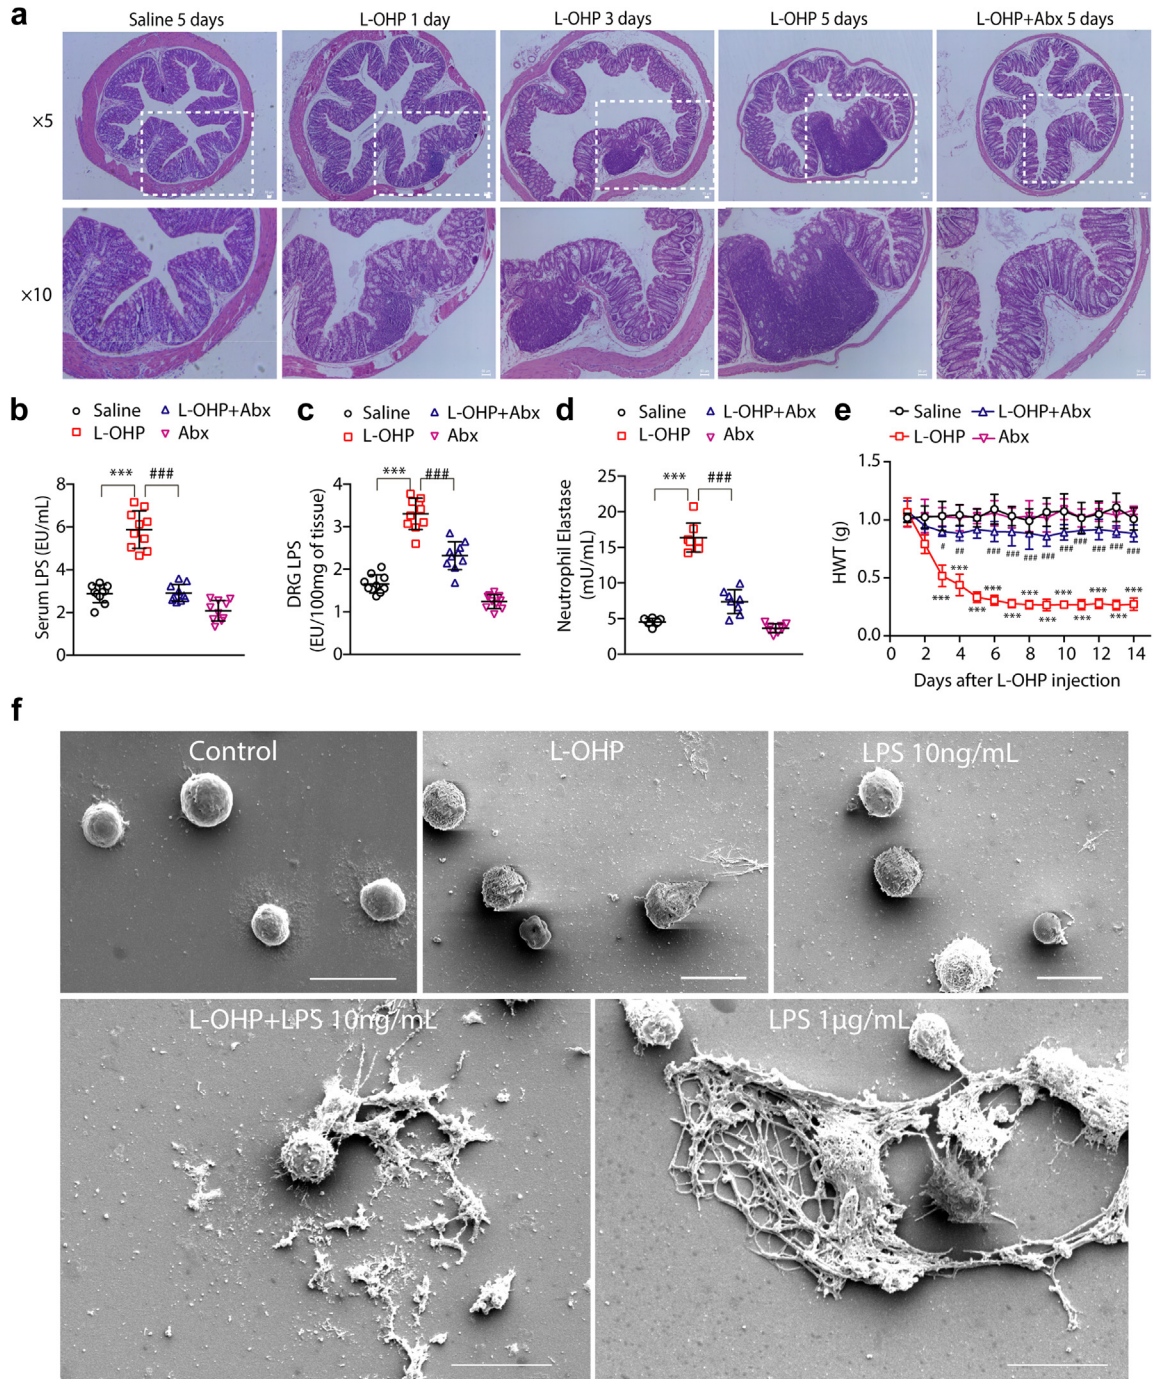 a
Saline 5 days L-OHP 1 day L-OHP 3 days L-OHP 5 days L-OHP+Abx 5 days
×5
×10
b
Saline L-OHP+Abx
L-OHP Abx
*** ###
Serum LPS (EU/mL)
8
6
4
2
0
c
Saline L-OHP+Abx
L-OHP Abx
*** ###
DRG LPS
(EU/100mg of tissue)
4
3
2
1
0
d
Saline L-OHP+Abx
L-OHP Abx
*** ###
Neutrophil Elastase
(mU/mL)
25
20
15
10
5
0
e
Saline L-OHP+Abx
L-OHP Abx
HWT (g)
1.5
1.0
0.5
0.0
# ## ### ### ### ### ### ### ### ### ###
*** *** *** *** *** *** *** *** *** *** *** ***
0 2 4 6 8 10 12 14
Days after L-OHP injection
f
Control L-OHP LPS 10ng/mL
L-OHP+LPS 10ng/mL LPS 1µg/mL